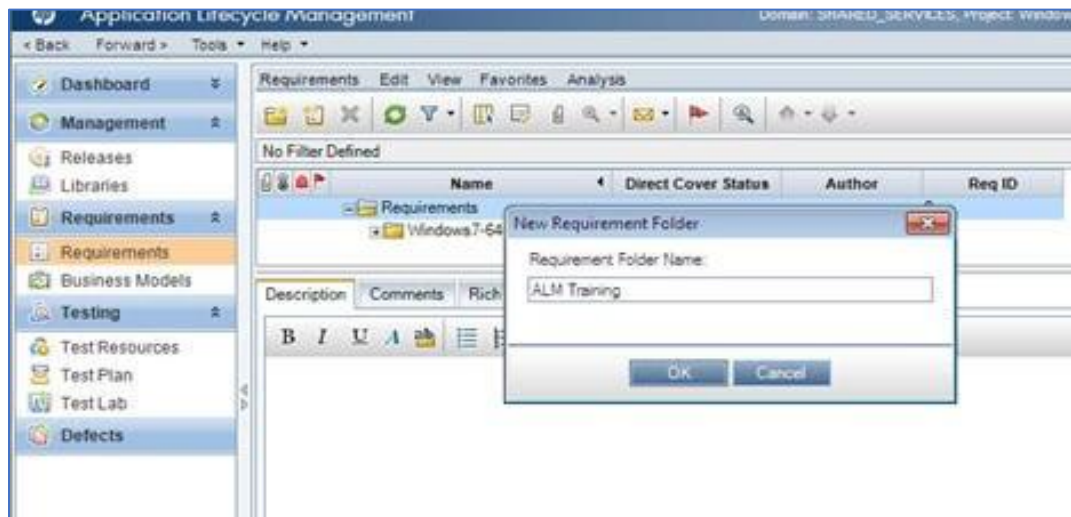 hp Application Lifecycle Management Domain: SHARED_SERVICES, Project: Window
< Back Forward > Tools Help
Dashboard
Management
Releases
Libraries
Requirements
Requirements
Business Models
Testing
Test Resources
Test Plan
Test Lab
Defects
Requirements Edit View Favorites Analysis
No Filter Defined
Name Direct Cover Status Author Req ID
Requirements
Windows7-64
Description Comments Rich
B I U A ab
New Requirement Folder
Requirement Folder Name:
ALM Training
OK Cancel